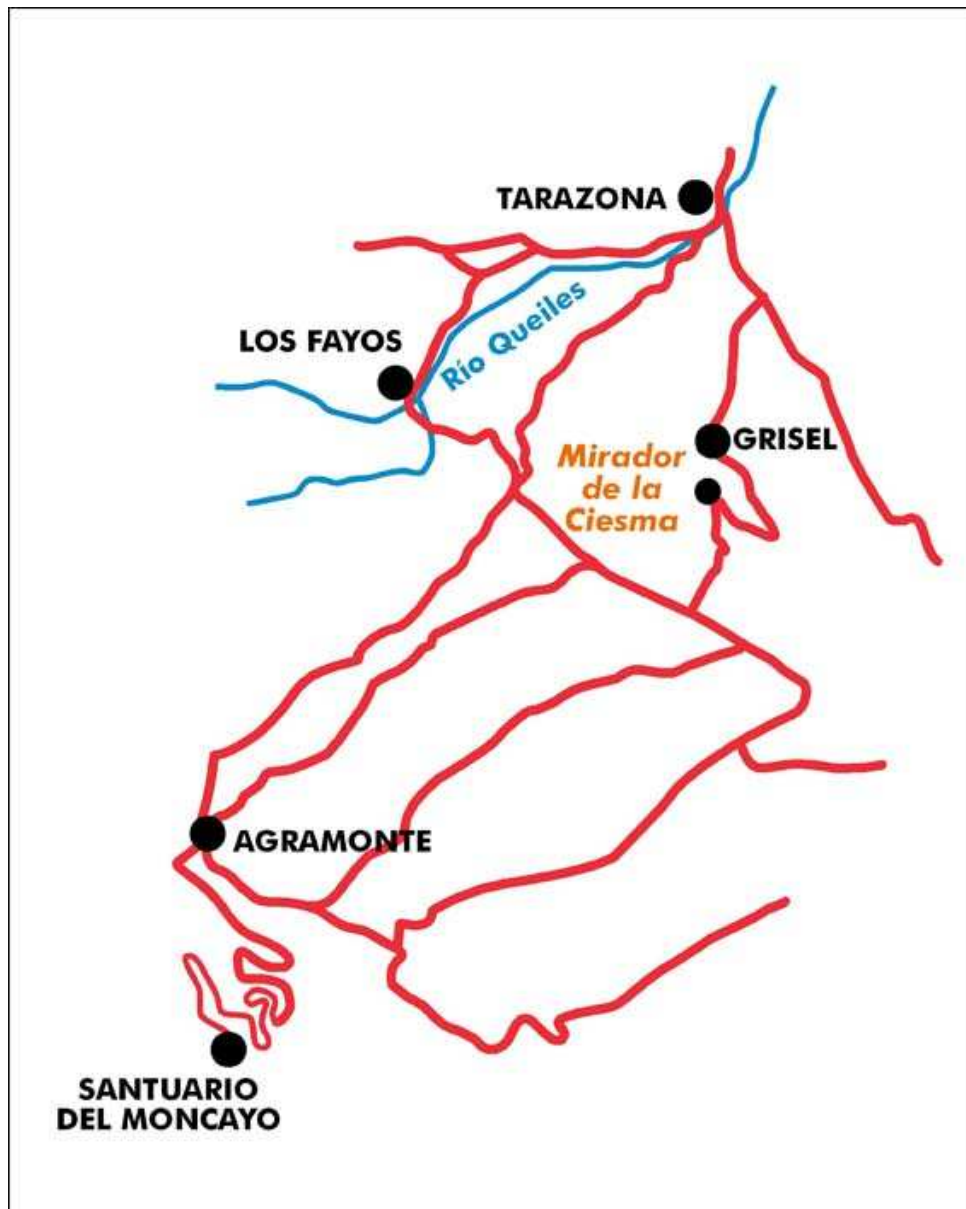 TARAZONA
LOS FAYOS
Río Queiles
GRISEL
Mirador
de la
Ciesma
AGRAMONTE
SANTUARIO
DEL MONCAYO